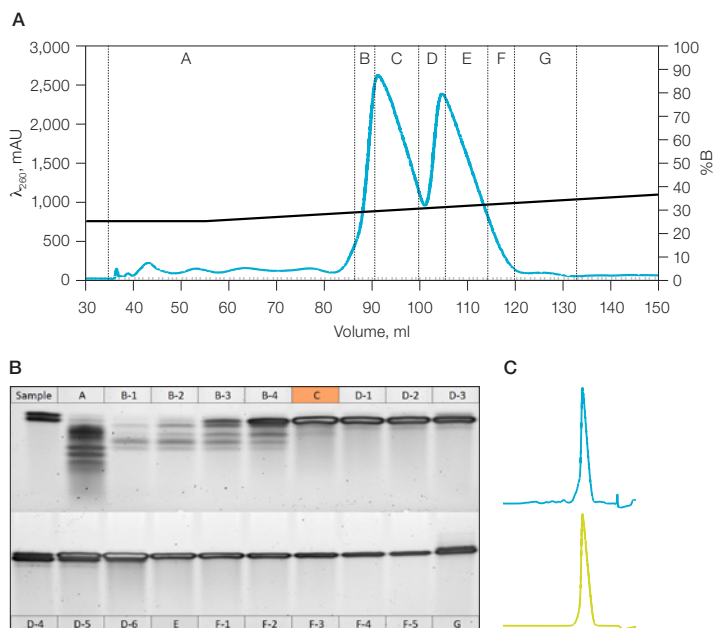 A
A B C D E F G
λ260, mAU
3,000
2,500
2,000
1,500
1,000
500
0
100
90
80
70
60
50
40
30
20
10
0
%B
30 40 50 60 70 80 90 100 110 120 130 140 150
Volume, ml
B
Sample A B-1 B-2 B-3 B-4 C D-1 D-2 D-3
D-4 D-5 D-6 E F-1 F-2 F-3 F-4 F-5 G
C